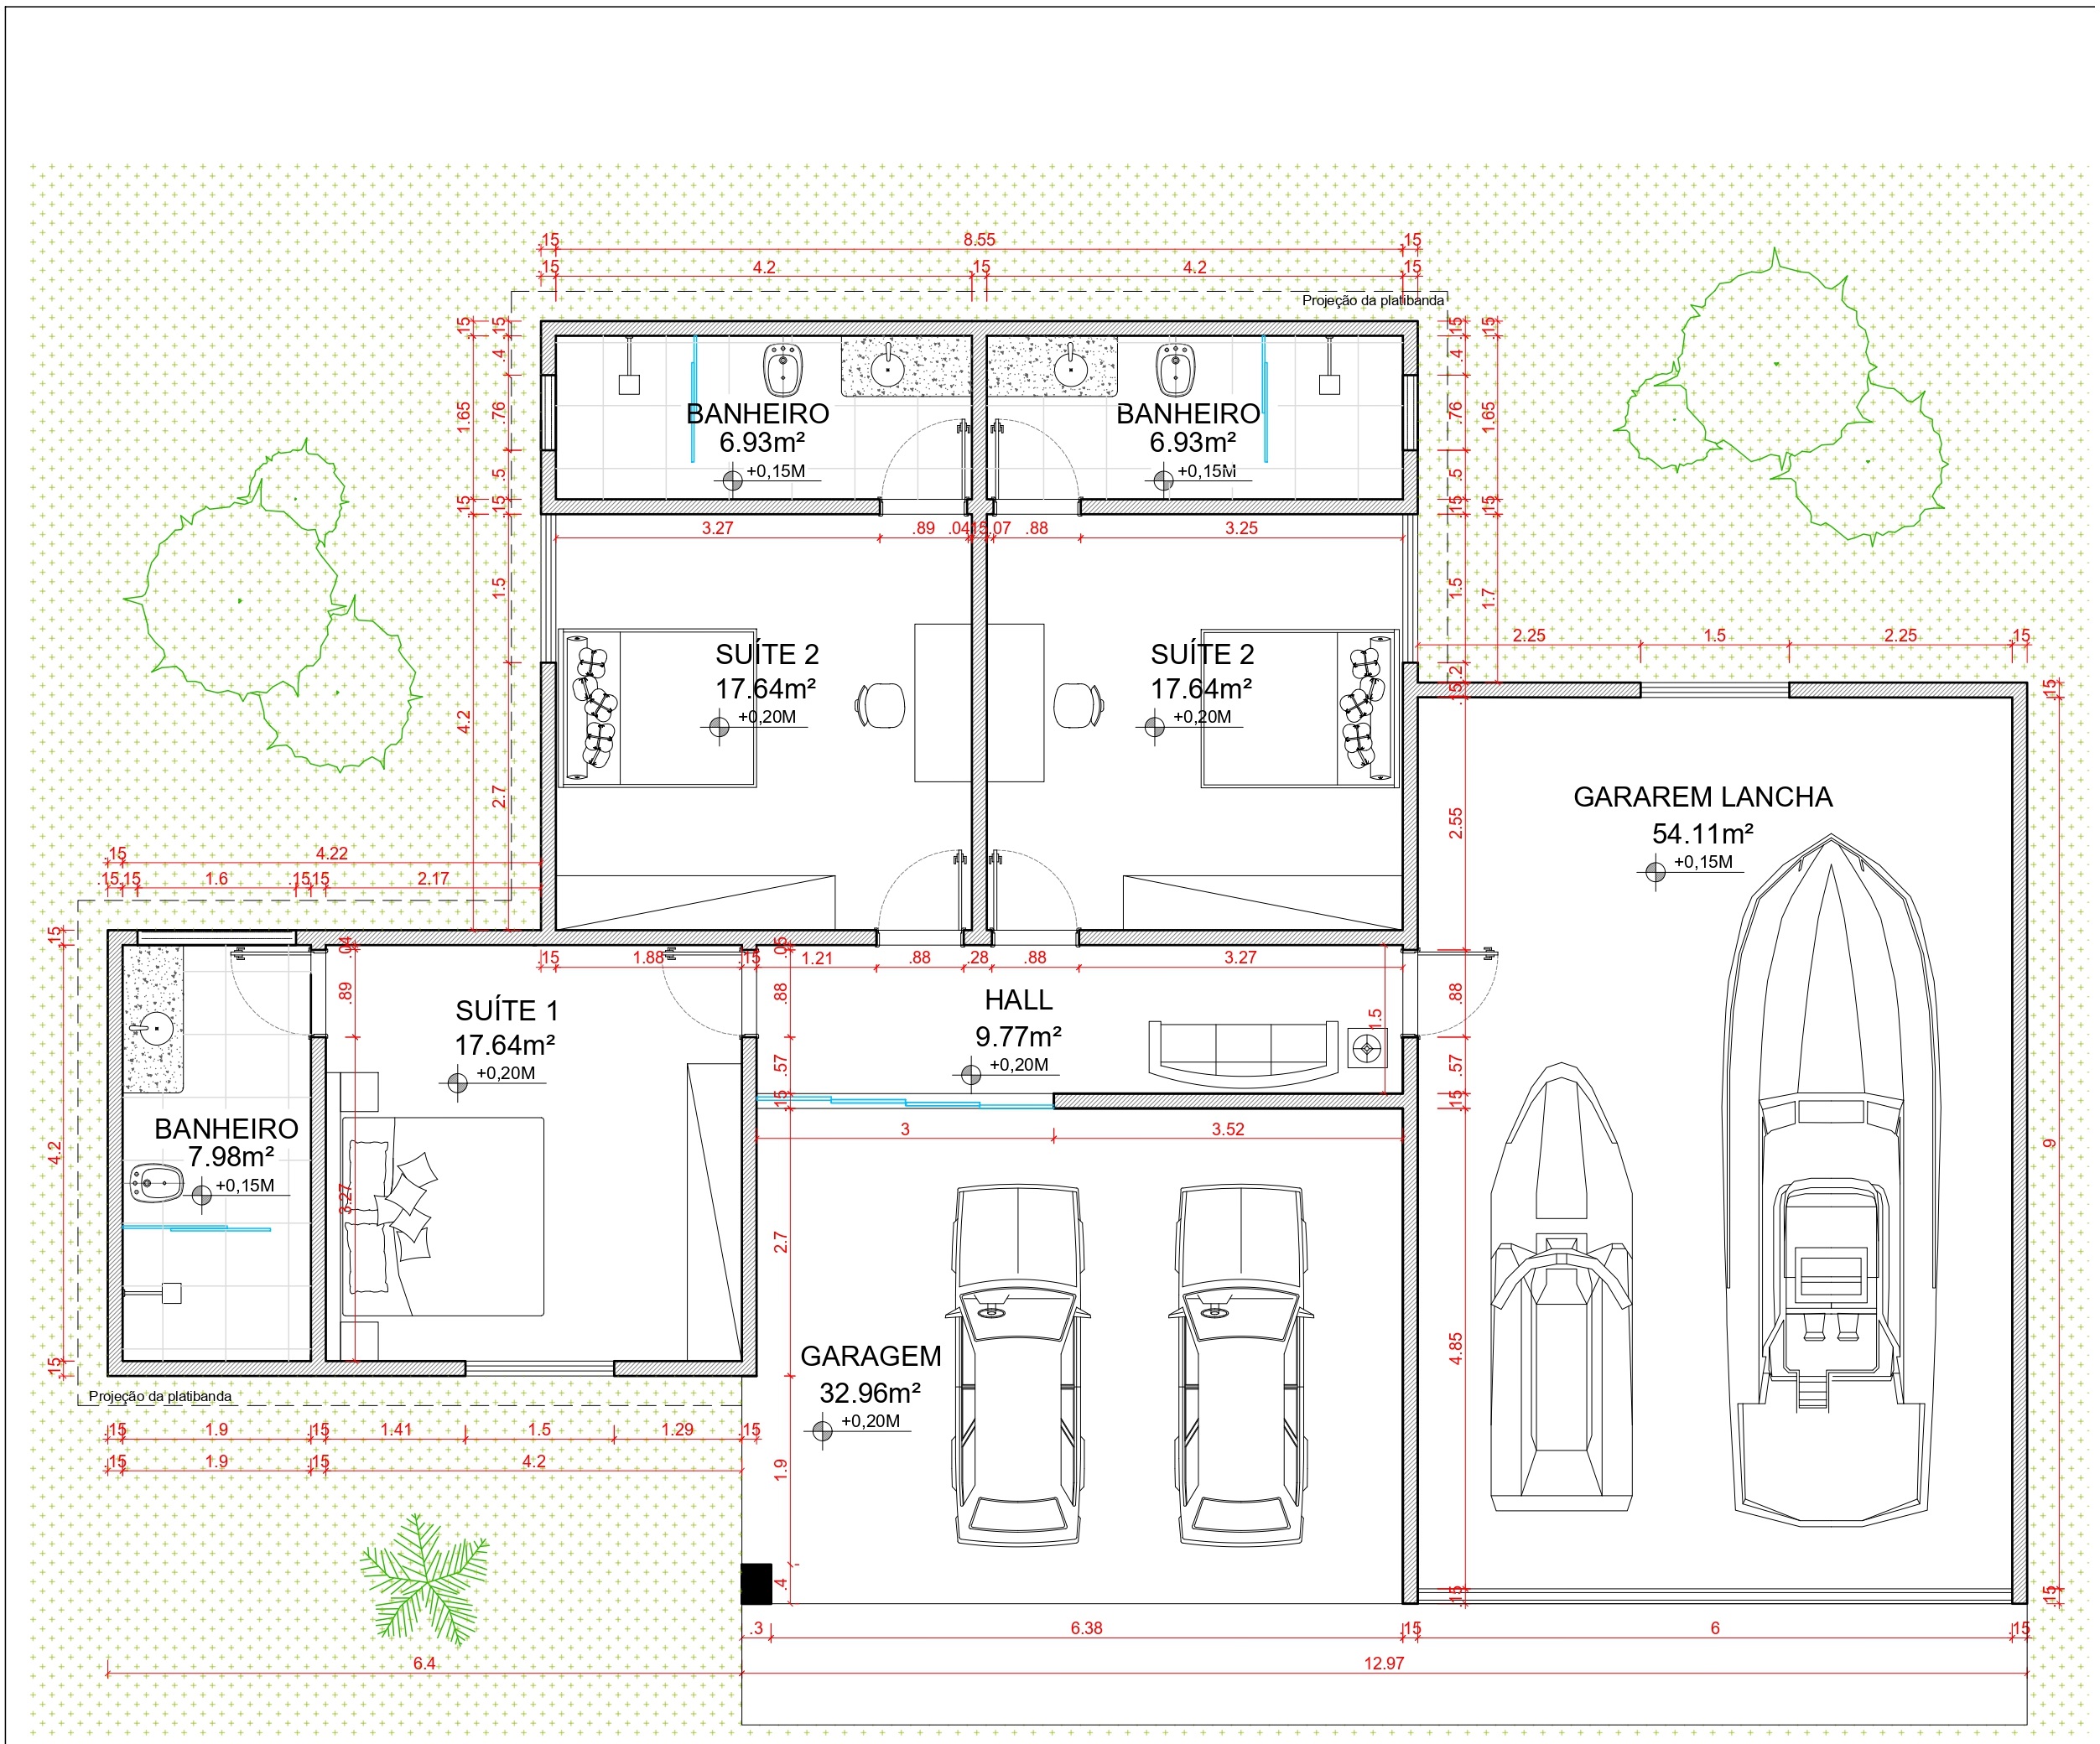 .15 8.55 .15
.15 4.2 .15 4.2 .15
Projeção da platibanda
.15 .15 .15 .15
.4 .4
1.65 .76 .76 1.65
.5 .5
.15 .15 .15 .15
BANHEIRO
6.93m²
+0,15M
BANHEIRO
6.93m²
+0,15M
3.27 .89 .04 .15 .07 .88 3.25
1.5 1.5 1.7
4.2 2.7
.2
.15
SUÍTE 2
17.64m²
+0,20M
SUÍTE 2
17.64m²
+0,20M
2.25 1.5 2.25 .15
.15
GARAREM LANCHA
54.11m²
+0,15M
2.55
.15 4.22
.15 .15 1.6 .15 .15 2.17
.15
.04
.89
.15 1.88 .15 1.21 .88 .28 .88 3.27
.05
.88
.57
.15
1.5
.88
.57
.15
SUÍTE 1
17.64m²
+0,20M
HALL
9.77m²
+0,20M
3 3.52
9
4.2
BANHEIRO
7.98m²
+0,15M
3.27
2.7
4.85
.15
GARAGEM
32.96m²
+0,20M
Projeção da platibanda
.15 1.9 .15 1.41 1.5 1.29 .15
.15 1.9 .15 4.2
1.9
.4
.15
.15
.3 6.38 .15 6 .15
6.4 12.97